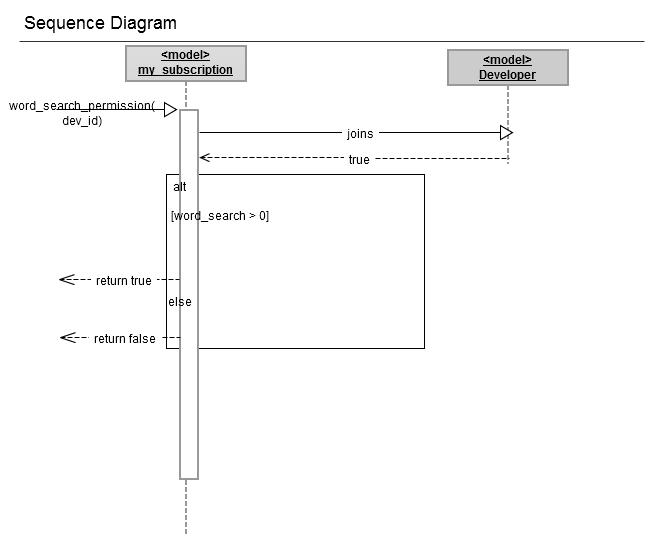 Sequence Diagram
<model>
my_subscription
<model>
Developer
word_search_permission(
dev_id)
joins
true
alt
[word_search > 0]
return true
else
return false